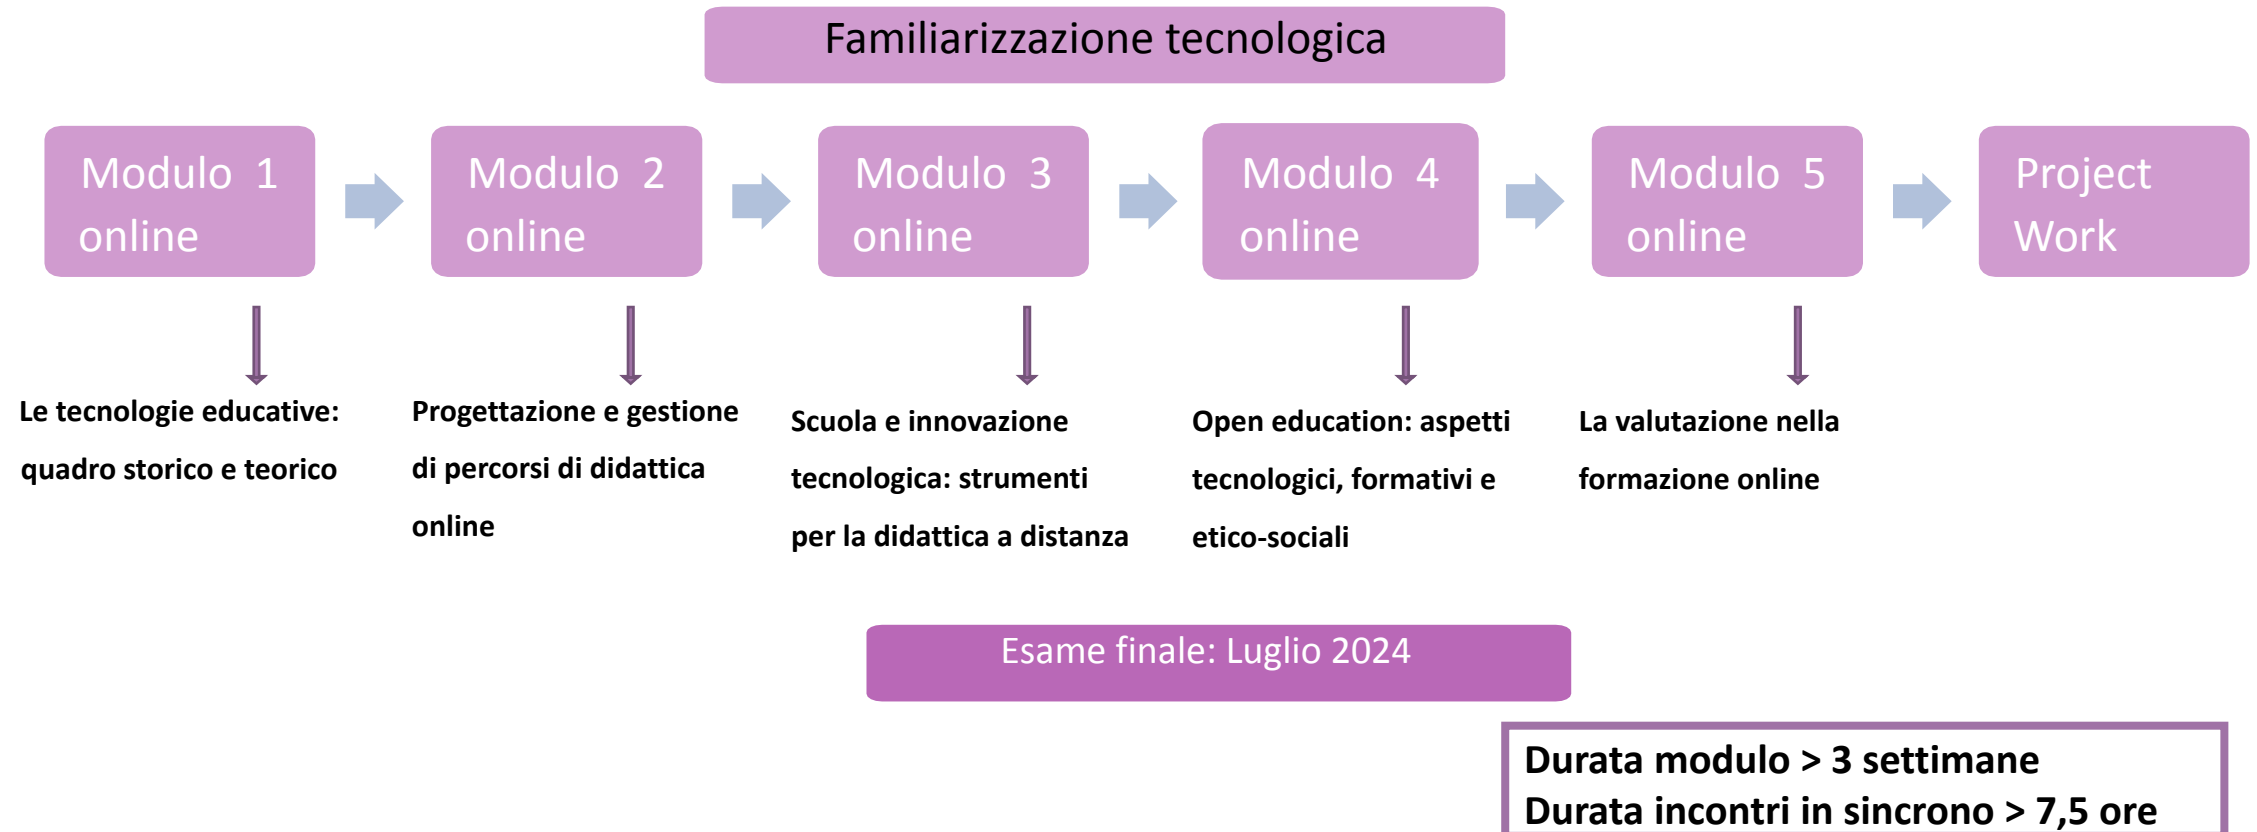 Familiarizzazione tecnologica
Modulo 1
online
Modulo 2
online
Modulo 3
online
Modulo 4
online
Modulo 5
online
Project
Work
Le tecnologie educative:
quadro storico e teorico
Progettazione e gestione
di percorsi di didattica
online
Scuola e innovazione
tecnologica: strumenti
per la didattica a distanza
Open education: aspetti
tecnologici, formativi e
etico-sociali
La valutazione nella
formazione online
Esame finale: Luglio 2024
Durata modulo > 3 settimane
Durata incontri in sincrono > 7,5 ore